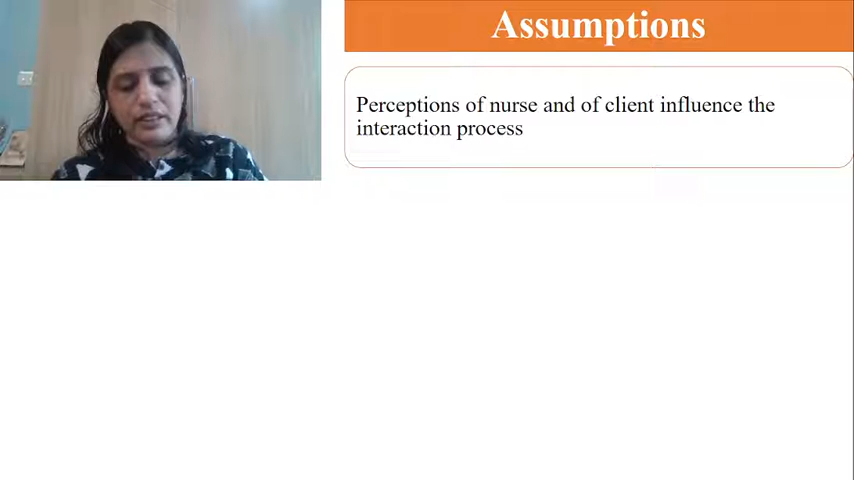 Assumptions
Perceptions of nurse and of client influence the
interaction process